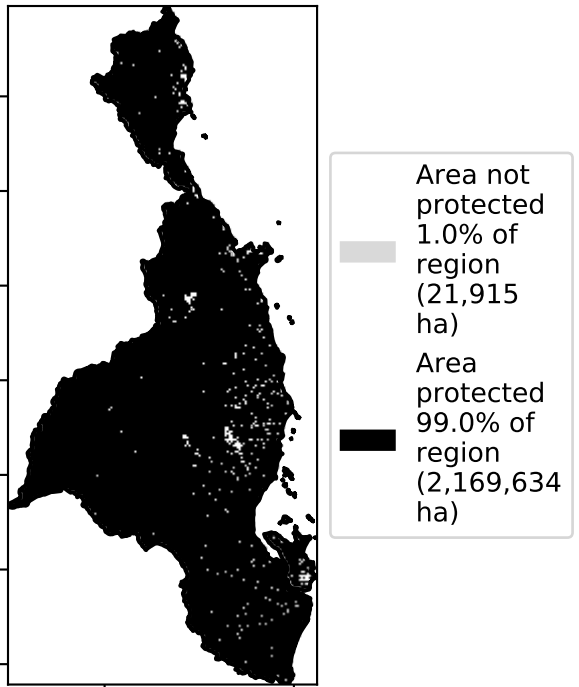 Area not
protected
1.0% of
region
(21,915
ha)
Area
protected
99.0% of
region
(2,169,634
ha)